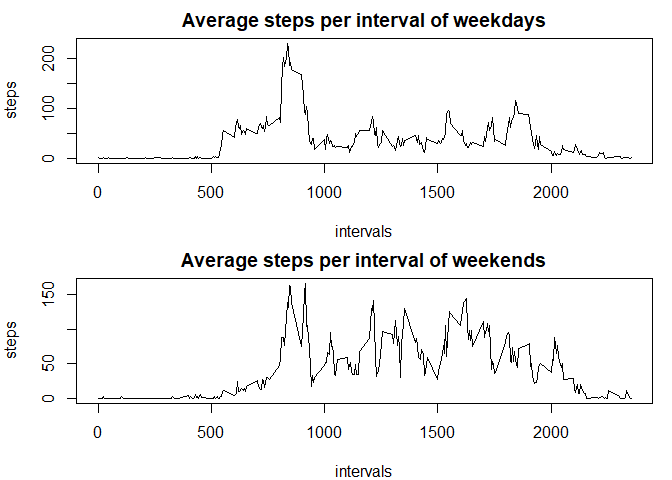 Average steps per interval of weekdays
steps
200
100
0
0 500 1000 1500 2000
intervals
Average steps per interval of weekends
steps
150
50
0
0 500 1000 1500 2000
intervals